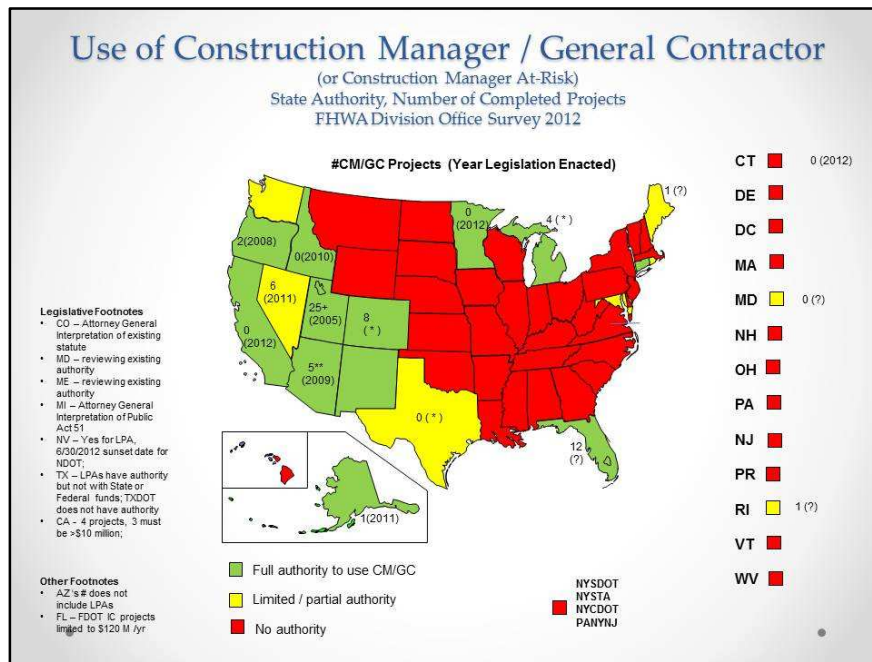 Use of Construction Manager / General Contractor
(or Construction Manager At-Risk)
State Authority, Number of Completed Projects
FHWA Division Office Survey 2012
#CM/GC Projects (Year Legislation Enacted)
2(2008)
0(2010)
0
(2012)
4 ( * )
1 (?)
6
(2011)
25+
(2005)
8
( * )
0
(2012)
5**
(2009)
0 ( * )
12
(?)
1(2011)
CT 0 (2012)
DE
DC
MA
MD 0 (?)
NH
OH
PA
NJ
PR
RI 1 (?)
VT
WV
Legislative Footnotes
• CO – Attorney General
Interpretation of existing
statute
• MD – reviewing existing
authority
• ME – reviewing existing
authority
• MI – Attorney General
Interpretation of Public
Act 51
• NV – Yes for LPA,
6/30/2012 sunset date for
NDOT;
• TX – LPAs have authority
but not with State or
Federal funds; TXDOT
does not have authority
• CA - 4 projects, 3 must
be >$10 million;
Other Footnotes
• AZ's # does not
include LPAs
• FL – FDOT IC projects
limited to $120 M /yr
Full authority to use CM/GC
Limited / partial authority
No authority
NYSDOT
NYSTA
NYCDOT
PANYNJ